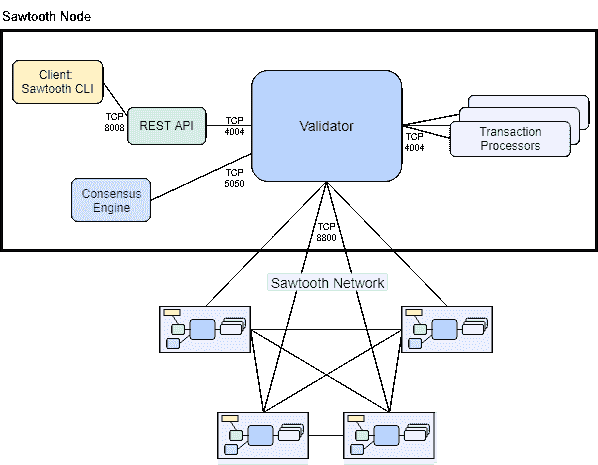 Sawtooth Node
Client:
Sawtooth CLI
TCP
8008
REST API
TCP
4004
Validator
TCP
4004
Transaction
Processors
TCP
5050
Consensus
Engine
TCP
8800
Sawtooth Network